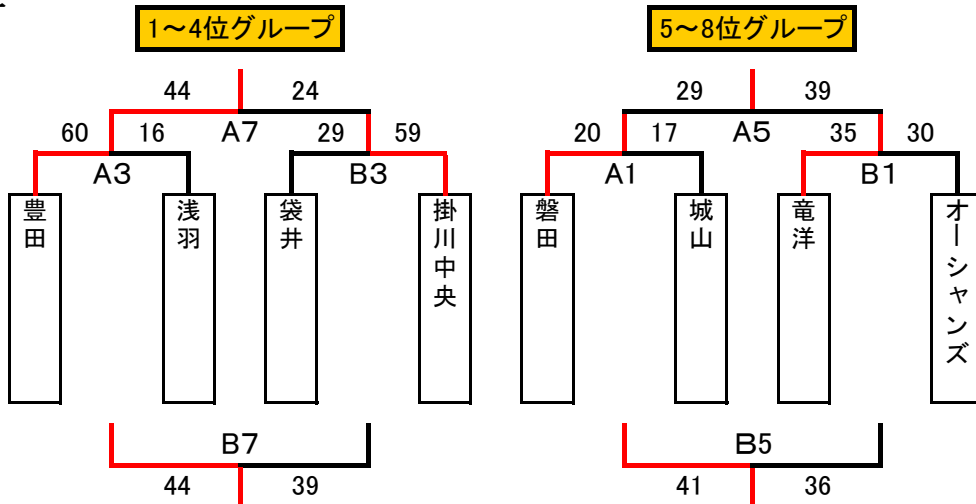 1～4位グループ 5～8位グループ
44 24 29 39
60 16 A7 29 59 20 17 A5 35 30
A3 B3 A1 B1
豊田
浅羽
袋井
掛川中央
磐田
城山
竜洋
オーシャンズ
B7 B5
44 39 41 36